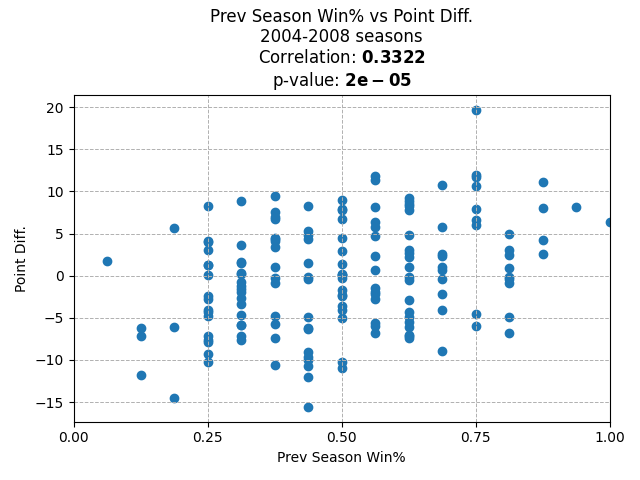 Prev Season Win% vs Point Diff.
2004-2008 seasons
Correlation: 0.3322
p-value: 2e − 05
20
15
10
5
0
−5
−10
−15
Point Diff.
0.00 0.25 0.50 0.75 1.00
Prev Season Win%